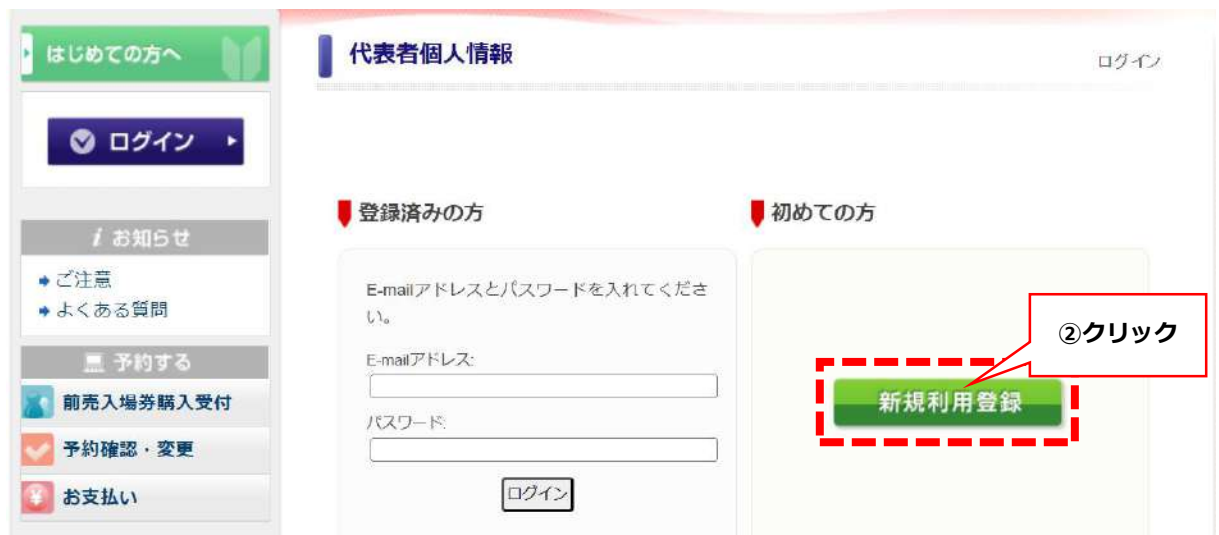 はじめての方へ
ログイン
i お知らせ
ご注意
よくある質問
予約する
前売入場券購入受付
予約確認・変更
お支払い
代表者個人情報
ログイン
登録済みの方
E-mailアドレスとパスワードを入れてくださ
い。
E-mailアドレス:
パスワード:
ログイン
初めての方
②クリック
新規利用登録